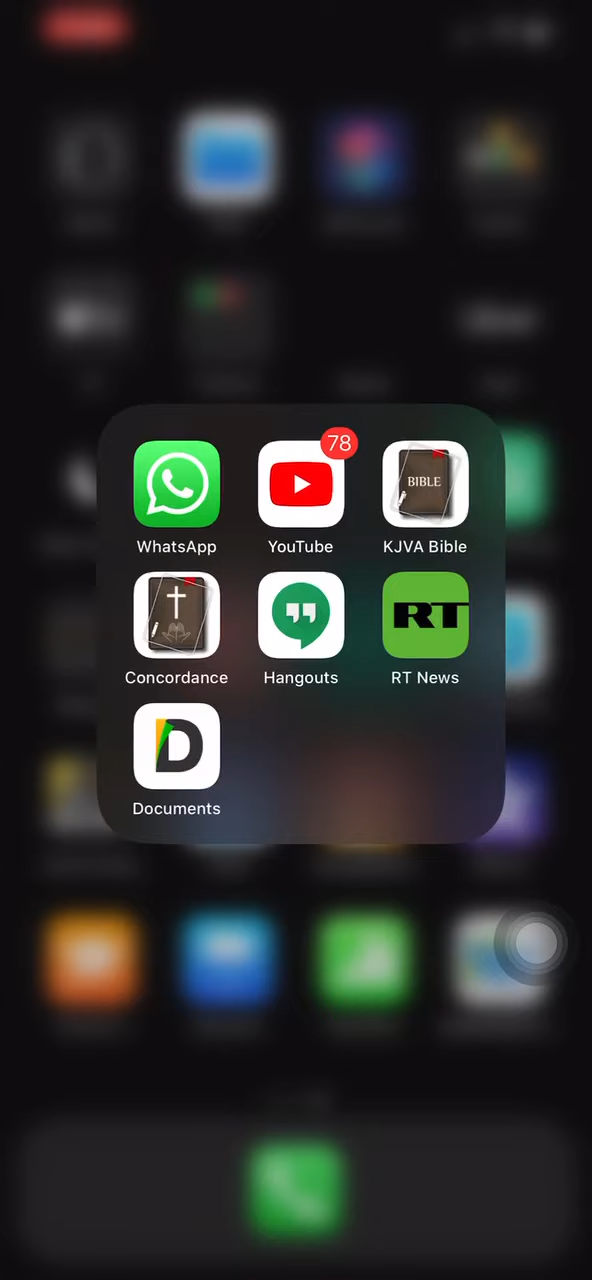 78
WhatsApp
YouTube
BIBLE
KJVA Bible
RT
Concordance
Hangouts
RT News
D
Documents